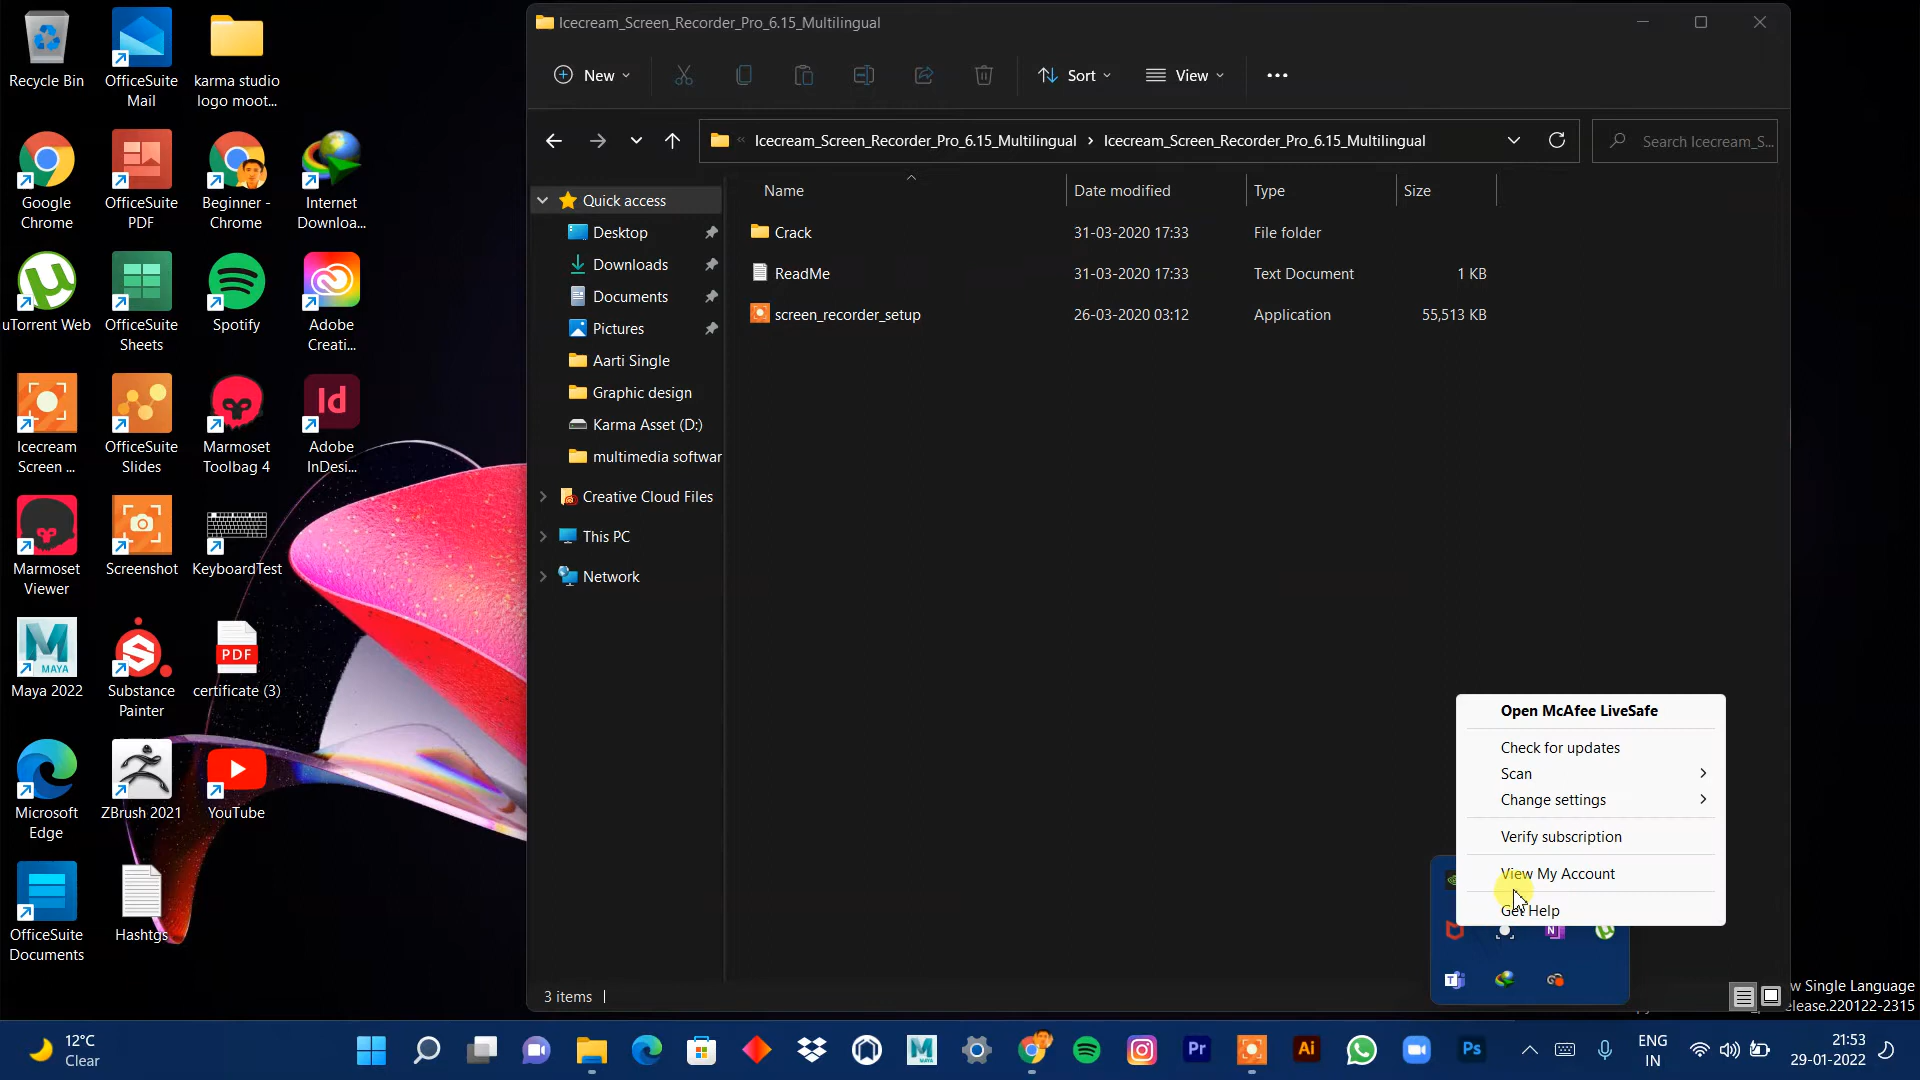 Recycle Bin
OfficeSuite
Mail
karma studio
logo moot...
Google
Chrome
OfficeSuite
PDF
Beginner -
Chrome
Internet
Downloa...
uTorrent Web
OfficeSuite
Sheets
Spotify
Adobe
Creati...
Icecream
Screen ...
OfficeSuite
Slides
Marmoset
Toolbag 4
Id
Adobe
InDesi...
Marmoset
Viewer
Screenshot
KeyboardTest
MAYA
Maya 2022
Substance
Painter
PDF
certificate (3)
Microsoft
Edge
ZBrush 2021
YouTube
OfficeSuite
Documents
Hashtgs
Icecream_Screen_Recorder_Pro_6.15_Multilingual
New
Sort
View
Icecream_Screen_Recorder_Pro_6.15_Multilingual
Icecream_Screen_Recorder_Pro_6.15_Multilingual
Search Icecream_S...
Quick access
Desktop
Downloads
Documents
Pictures
Aarti Single
Graphic design
Karma Asset (D:)
multimedia softwar
Creative Cloud Files
This PC
Network
Name Date modified Type Size
Crack 31-03-2020 17:33 File folder
ReadMe 31-03-2020 17:33 Text Document 1 KB
screen_recorder_setup 26-03-2020 03:12 Application 55,513 KB
Open McAfee LiveSafe
Check for updates
Scan
Change settings
Verify subscription
View My Account
Get Help
3 items
w Single Language
elease.220122-2315
12°C
Clear
MAYA
Pr
Ai
Ps
ENG
IN
21:53
29-01-2022